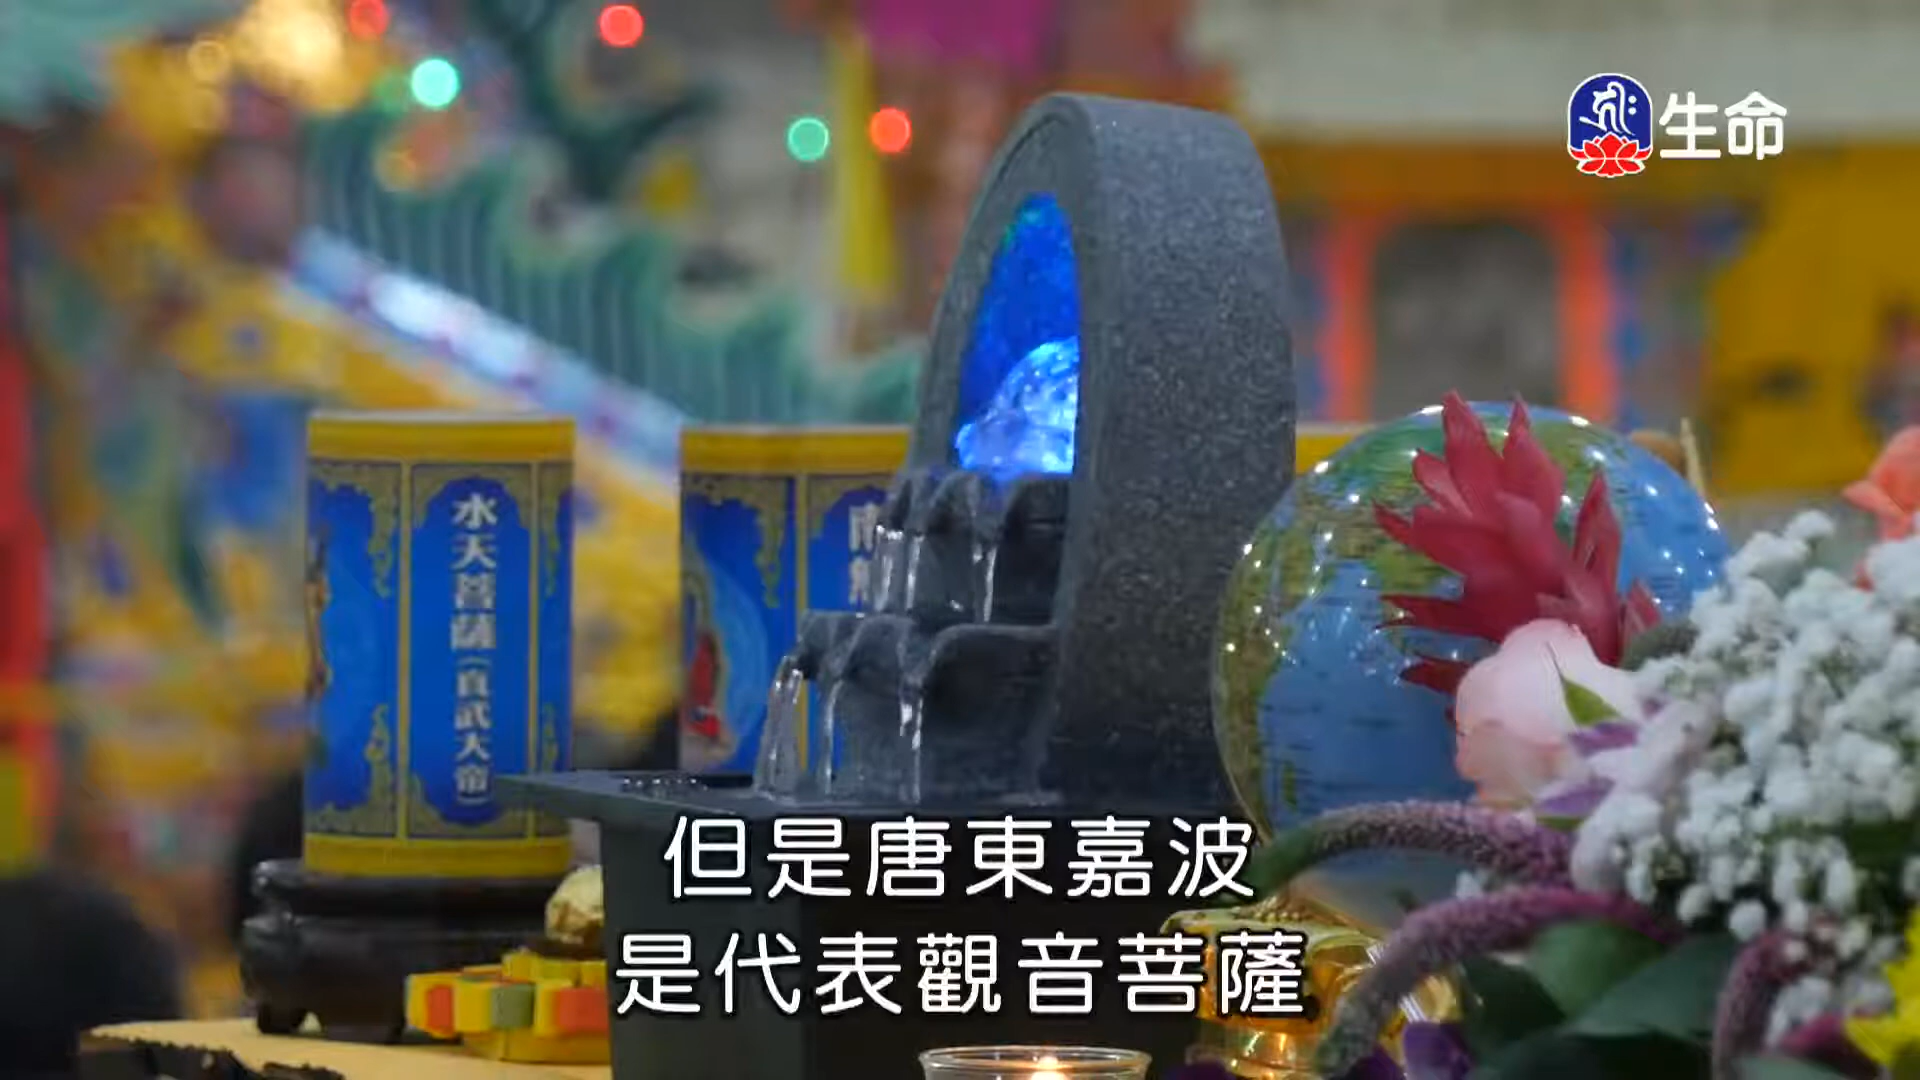 生命
水天菩薩(真武大帝)
南
但是唐東嘉波
是代表觀音菩薩